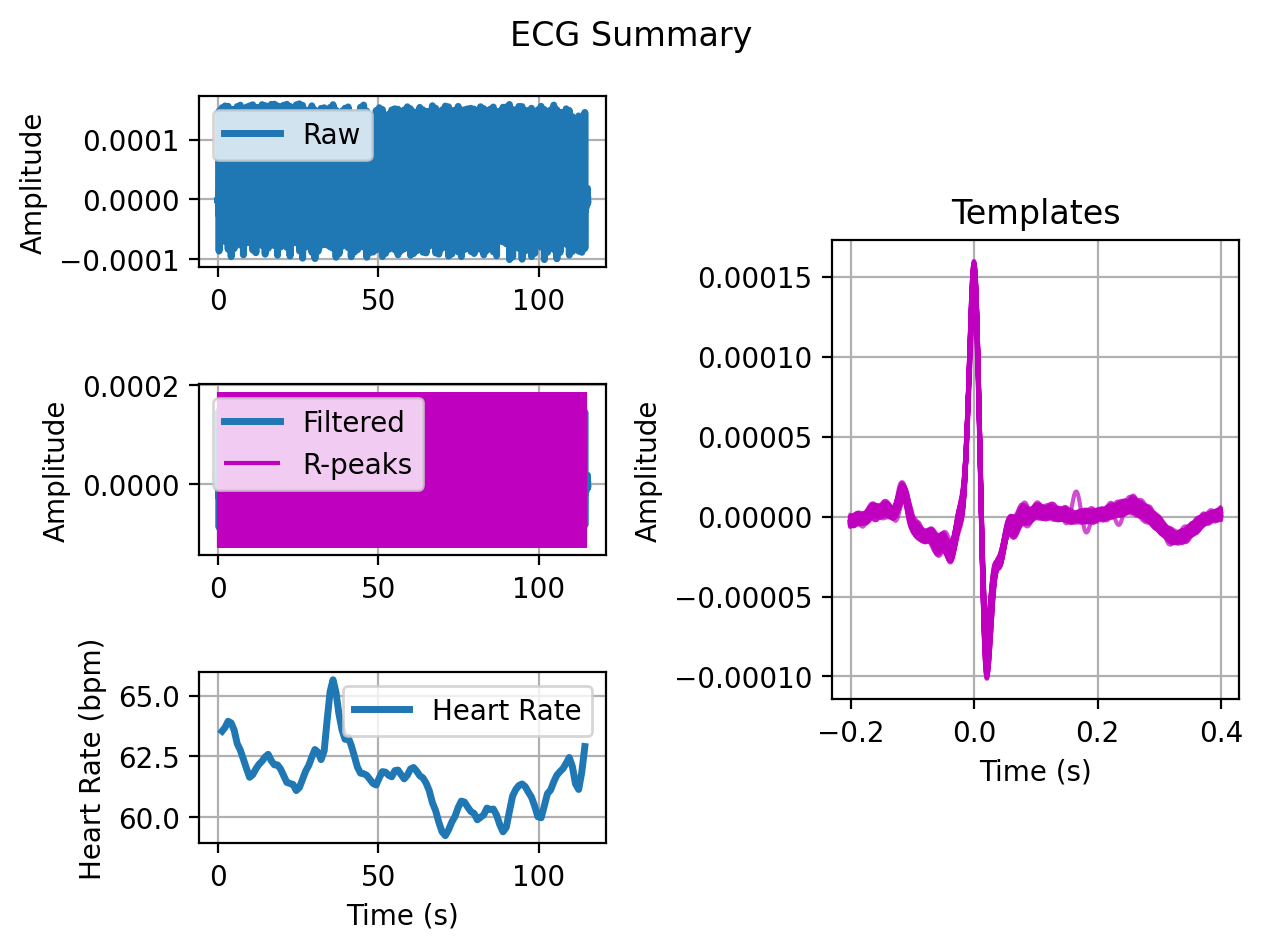 ECG Summary
Amplitude
0.0001
0.0000
−0.0001
Raw
0
50
100
Amplitude
0.0002
0.0000
Filtered
R-peaks
0
50
100
Heart Rate (bpm)
65.0
62.5
60.0
Heart Rate
0
50
100
Time (s)
Templates
Amplitude
0.00015
0.00010
0.00005
0.00000
−0.00005
−0.00010
−0.2
0.0
0.2
0.4
Time (s)